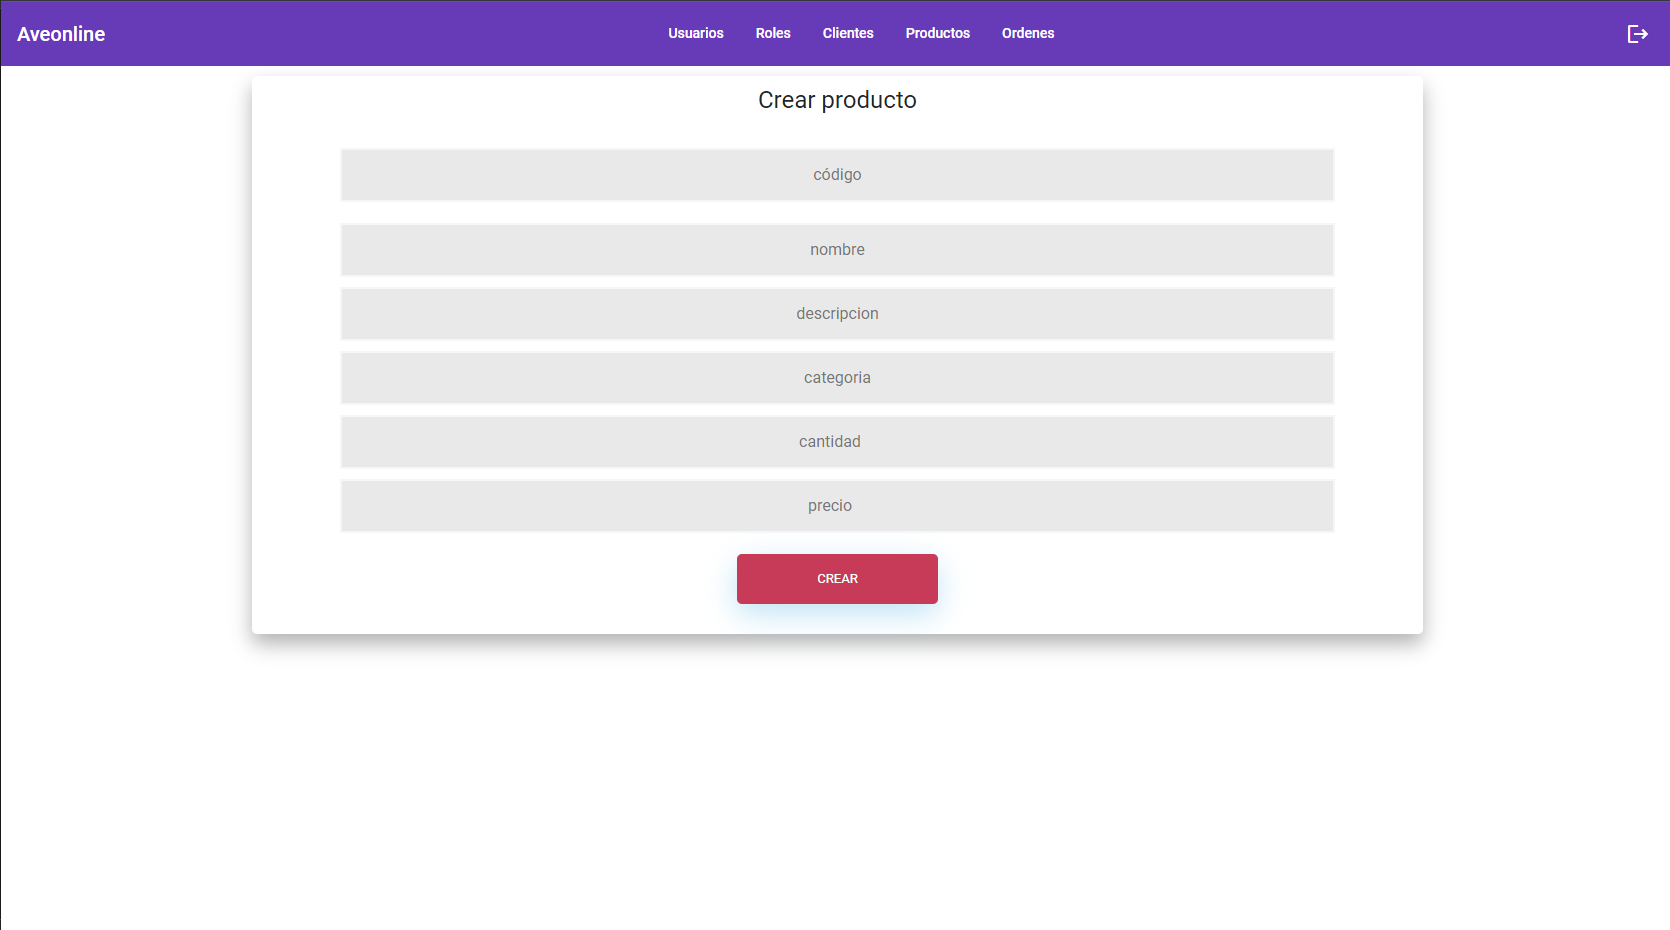 Aveonline
Usuarios Roles Clientes Productos Ordenes
Crear producto
código
nombre
descripcion
categoria
cantidad
precio
CREAR